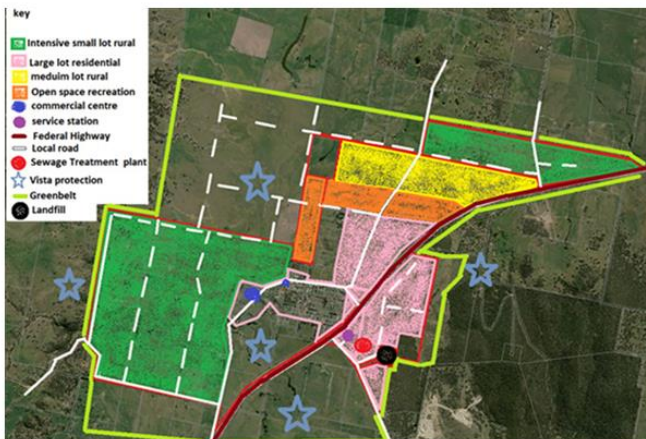 key
Intensive small lot rural
Large lot residential
meduim lot rural
Open space recreation
commercial centre
service station
Federal Highway
Local road
Sewage Treatment plant
Vista protection
Greenbelt
Landfill